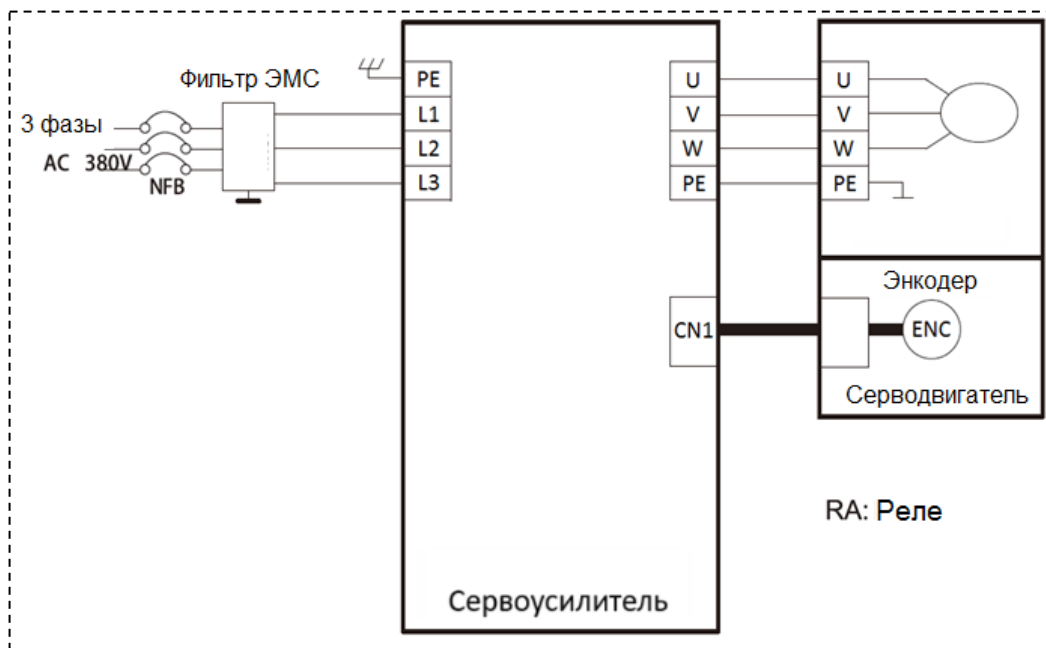 Фильтр ЭМС
3 фазы
AC 380V
NFB
PE
L1
L2
L3
U
V
W
PE
CN1
U
V
W
PE
Энкодер
ENC
Серводвигатель
RA: Реле
Сервоусилитель